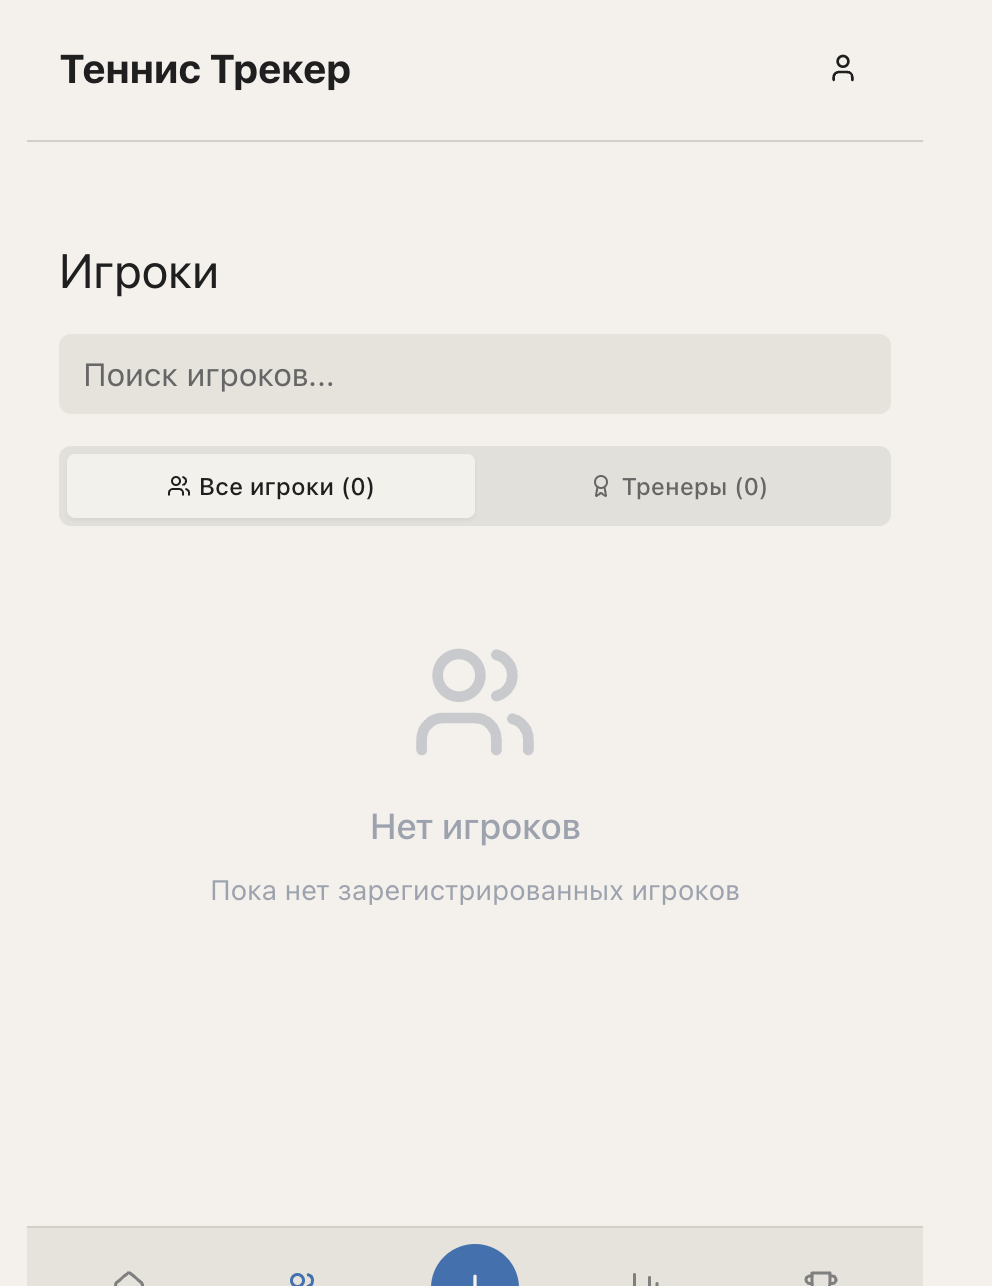 Теннис Трекер
Игроки
Поиск игроков...
Все игроки (0)
Тренеры (0)
Нет игроков
Пока нет зарегистрированных игроков